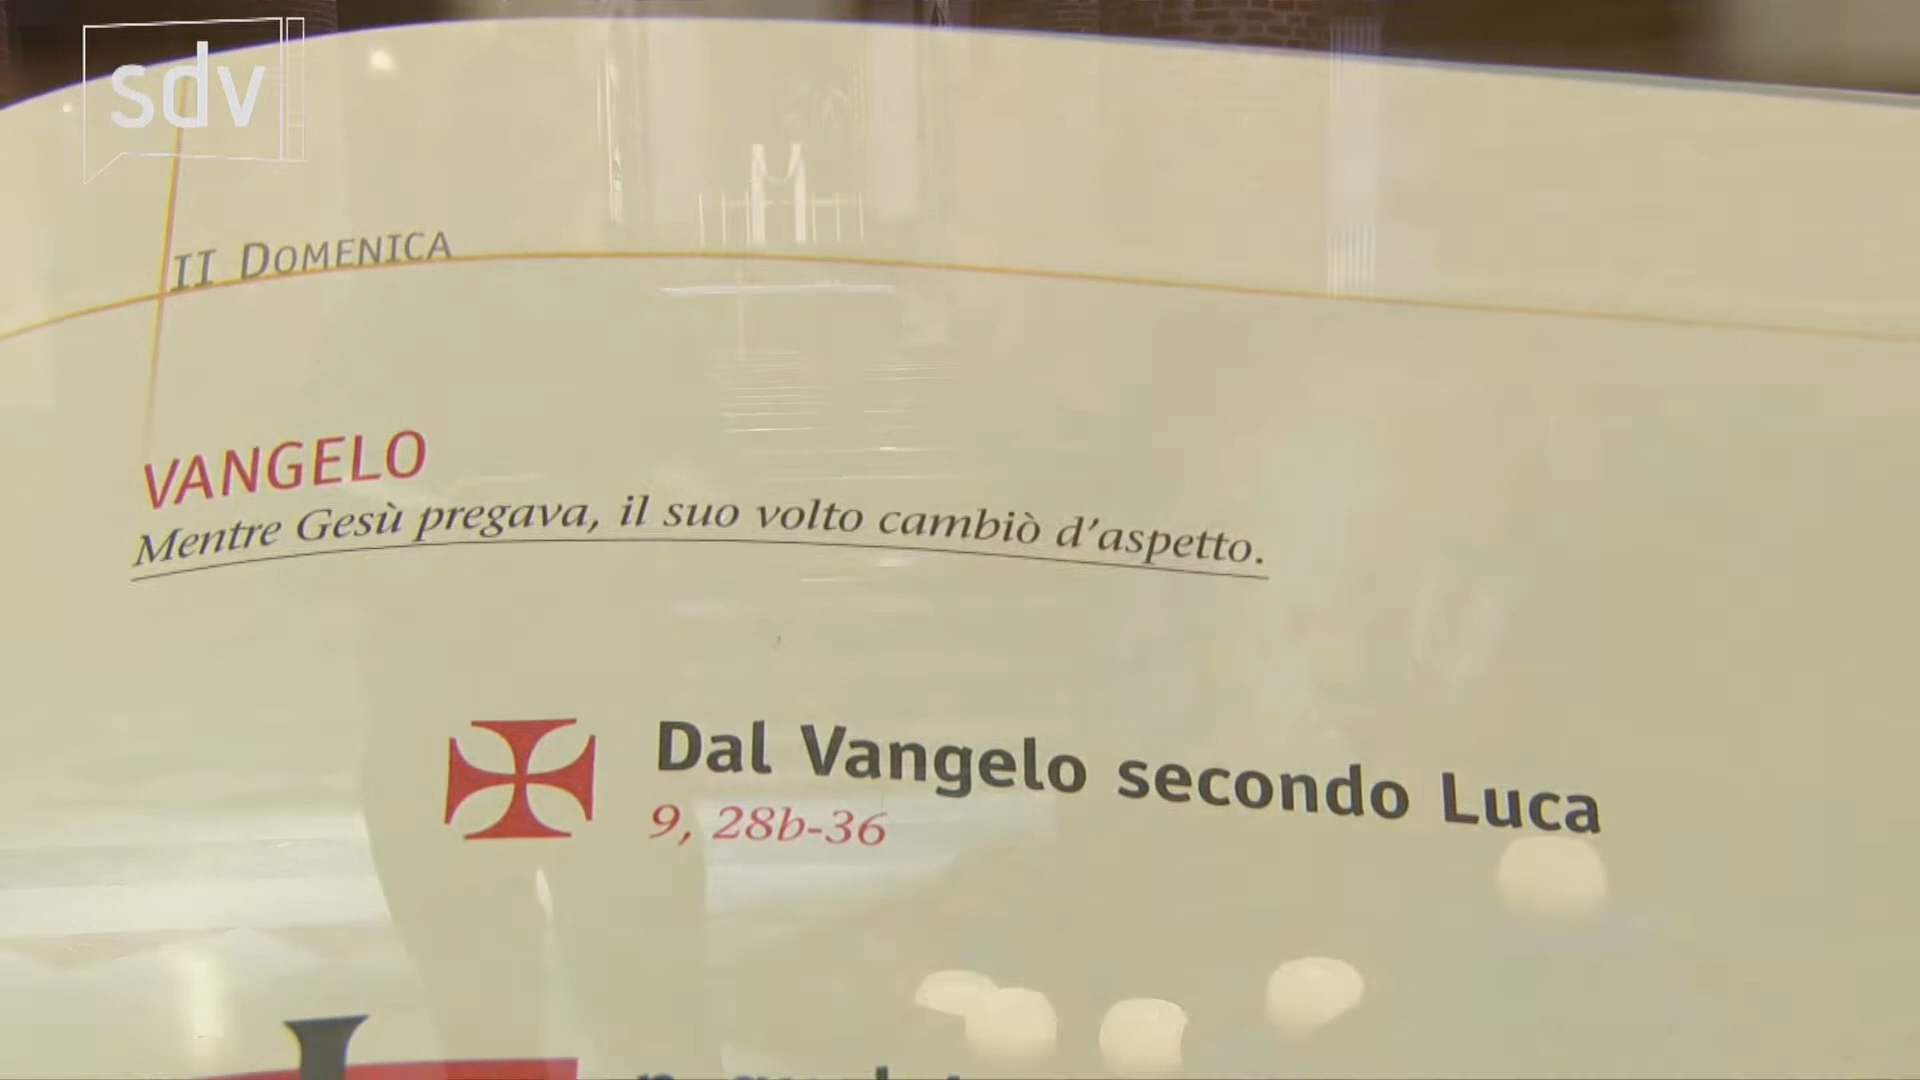 sdv
II DOMENICA
VANGELO
Mentre Gesù pregava, il suo volto cambiò d'aspetto.
Dal Vangelo secondo Luca
9, 28b-36